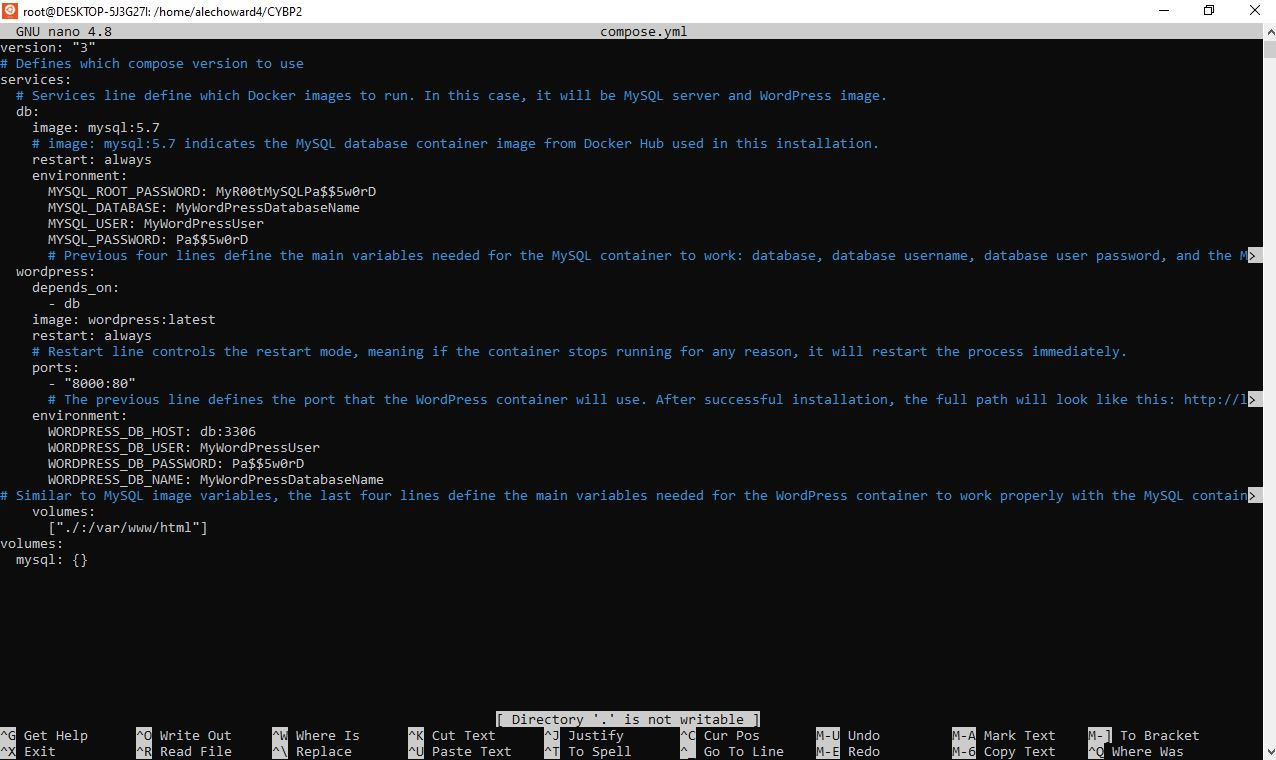 root@DESKTOP-5J3G27I: /home/alechoward4/CYBP2
GNU nano 4.8 compose.yml
version: "3"
# Defines which compose version to use
services:
  # Services line define which Docker images to run. In this case, it will be MySQL server and WordPress image.
  db:
    image: mysql:5.7
    # image: mysql:5.7 indicates the MySQL database container image from Docker Hub used in this installation.
    restart: always
    environment:
      MYSQL_ROOT_PASSWORD: MyR00tMySQLPa$$5w0rD
      MYSQL_DATABASE: MyWordPressDatabaseName
      MYSQL_USER: MyWordPressUser
      MYSQL_PASSWORD: Pa$$5w0rD
      # Previous four lines define the main variables needed for the MySQL container to work: database, database username, database user password, and the M>
  wordpress:
    depends_on:
      - db
    image: wordpress:latest
    restart: always
    # Restart line controls the restart mode, meaning if the container stops running for any reason, it will restart the process immediately.
    ports:
      - "8000:80"
      # The previous line defines the port that the WordPress container will use. After successful installation, the full path will look like this: http://l>
    environment:
      WORDPRESS_DB_HOST: db:3306
      WORDPRESS_DB_USER: MyWordPressUser
      WORDPRESS_DB_PASSWORD: Pa$$5w0rD
      WORDPRESS_DB_NAME: MyWordPressDatabaseName
# Similar to MySQL image variables, the last four lines define the main variables needed for the WordPress container to work properly with the MySQL contain>
    volumes:
      ["./:/var/www/html"]
volumes:
  mysql: {}
[ Directory '.' is not writable ]
^G Get Help ^O Write Out ^W Where Is ^K Cut Text ^J Justify ^C Cur Pos M-U Undo M-A Mark Text M-] To Bracket
^X Exit ^R Read File ^\ Replace ^U Paste Text ^T To Spell ^_ Go To Line M-E Redo M-6 Copy Text ^Q Where Was